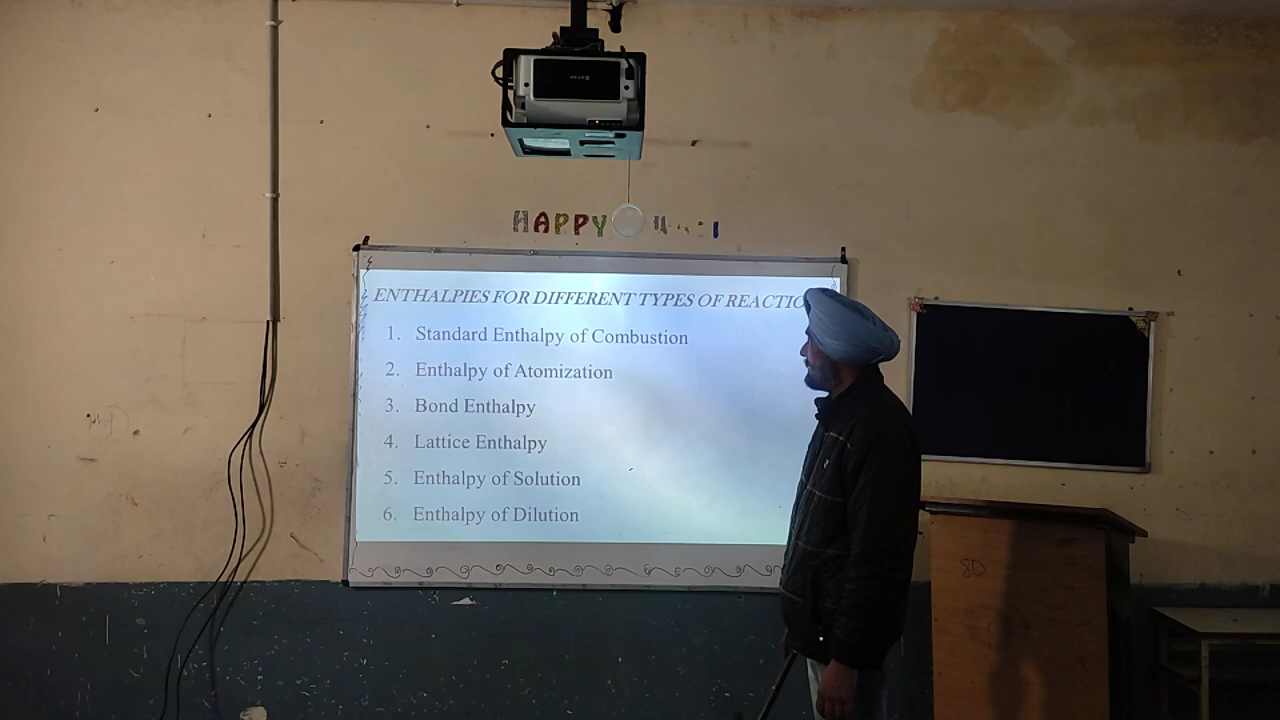 HAPPY
ENTHALPIES FOR DIFFERENT TYPES OF
1. Standard Enthalpy of Combustion
2. Enthalpy of Atomization
3. Bond Enthalpy
4. Lattice Enthalpy
5. Enthalpy of Solution
6. Enthalpy of Dilution
8D